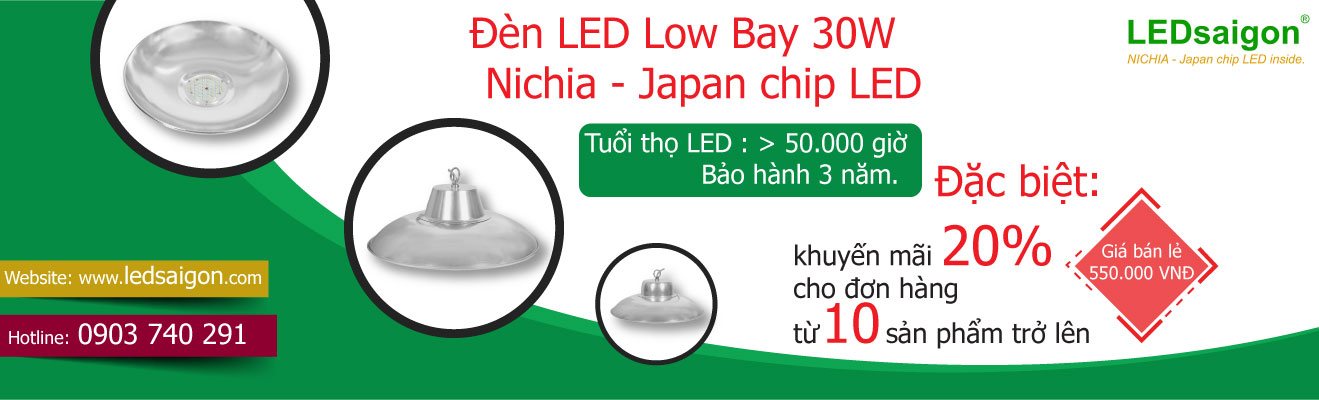 Đèn LED Low Bay 30W
Nichia - Japan chip LED
LEDsaigon®
NICHIA - Japan chip LED inside.
Tuổi thọ LED : > 50.000 giờ
Bảo hành 3 năm.
Đặc biệt:
khuyến mãi 20%
cho đơn hàng
từ 10 sản phẩm trở lên
Giá bán lẻ
550.000 VNĐ
Website: www.ledsaigon.com
Hotline: 0903 740 291